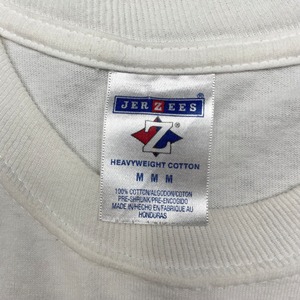 JERZEES®
Z®
HEAVYWEIGHT COTTON
M M M
100% COTTON/ALGODON/COTON
PRE-SHRUNK/PRE-ENCOGIDO
MADE IN/HECHO EN/FABRIQUE AU
HONDURAS